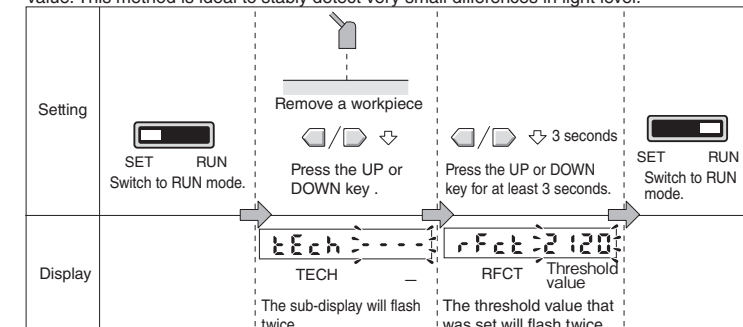 value. This method is ideal to stably detect very small differences in light level.
Setting
SET RUN
Switch to RUN mode.
Remove a workpiece
/
Press the UP or
DOWN key .
/ 3 seconds
Press the UP or DOWN
key for at least 3 seconds.
SET RUN
Switch to RUN
mode.
Display
tEch ----
TECH _
The sub-display will flash
twice
rFct 2120
RFCT Threshold
value
The threshold value that
was set will flash twice